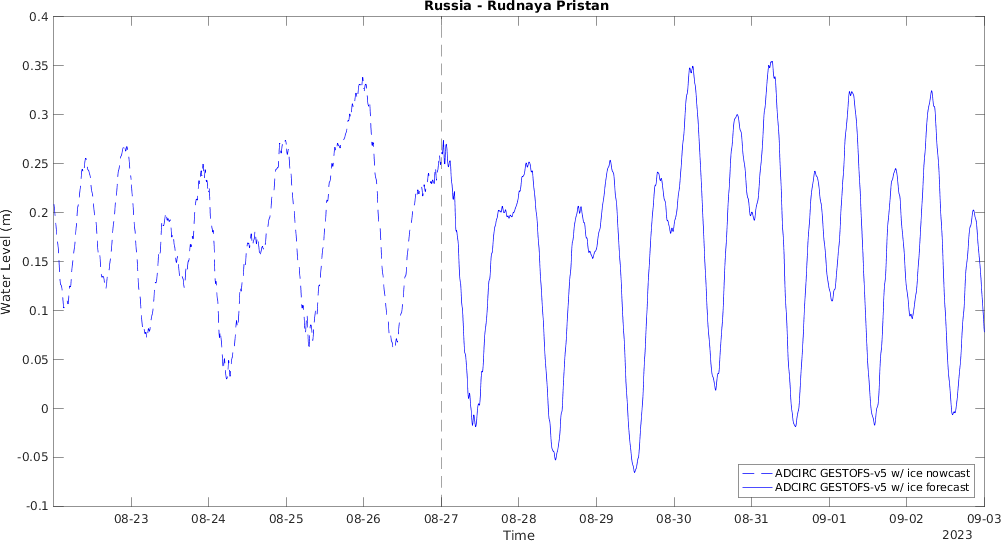 Russia - Rudnaya Pristan
0.4
0.35
0.3
0.25
0.2
0.15
0.1
0.05
0
-0.05
-0.1
Water Level (m)
ADCIRC GESTOFS-v5 w/ ice nowcast
ADCIRC GESTOFS-v5 w/ ice forecast
08-23 08-24 08-25 08-26 08-27 08-28 08-29 08-30 08-31 09-01 09-02 09-03
Time
2023